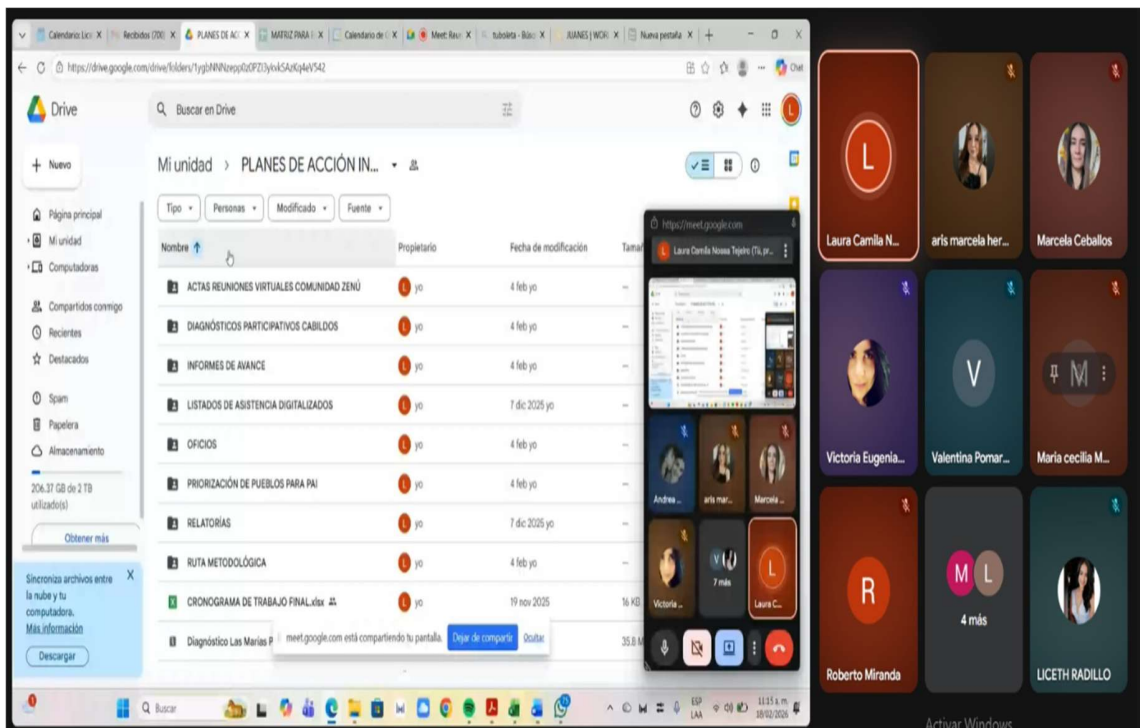 Calendario: Lici X
Recibidos (200) X
PLANES DE AC X
MATRIZ PARA X
Calendario de X
Meet: X
tuboleta - Búsc X
JUANES | WOR X
Nueva pestaña X
https://drive.google.com/drive/folders/
Chat
Drive
Buscar en Drive
L
+ Nuevo
Mi unidad > PLANES DE ACCIÓN IN...
Página principal
Mi unidad
Computadoras
Compartidos conmigo
Recientes
Destacados
Spam
Papelera
Almacenamiento
206.37 GB de 2 TB
utilizado(s)
Obtener más
Sincroniza archivos entre
la nube y tu
computadora.
Más información
Descargar
Tipo
Personas
Modificado
Fuente
Nombre Propietario Fecha de modificación Tamañ
ACTAS REUNIONES VIRTUALES COMUNIDAD ZENÚ L yo 4 feb yo —
DIAGNÓSTICOS PARTICIPATIVOS CABILDOS L yo 4 feb yo —
INFORMES DE AVANCE L yo 4 feb yo —
LISTADOS DE ASISTENCIA DIGITALIZADOS L yo 7 dic 2025 yo —
OFICIOS L yo 4 feb yo —
PRIORIZACIÓN DE PUEBLOS PARA PAI L yo 4 feb yo —
RELATORÍAS L yo 7 dic 2025 yo —
RUTA METODOLÓGICA L yo 4 feb yo —
CRONOGRAMA DE TRABAJO FINAL.xlsx L yo 19 nov 2025 16 KB
Diagnóstico Las Marías P 35.8 M
meet.google.com está compartiendo tu pantalla.
Dejar de compartir
Ocultar
https://meet.google.com
L Laura Camila Nossa Tejeiro (Tú, pr...
Andrea ...
aris mar...
Marcela ...
Victoria ...
V
7 más
L
Laura C...
Buscar
ESP
LAA
11:15 a. m.
18/02/2026
L
Laura Camila N...
aris marcela her...
Marcela Ceballos
Victoria Eugenia...
V
Valentina Pomar...
M
Maria cecilia M...
R
Roberto Miranda
M L
4 más
LICETH RADILLO
Activar Windows